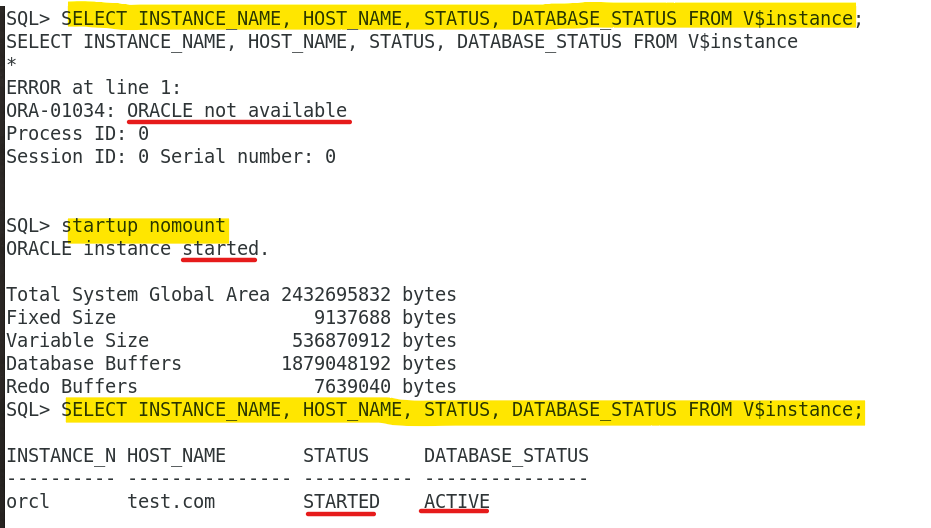 SQL> SELECT INSTANCE_NAME, HOST_NAME, STATUS, DATABASE_STATUS FROM V$instance;
SELECT INSTANCE_NAME, HOST_NAME, STATUS, DATABASE_STATUS FROM V$instance
*
ERROR at line 1:
ORA-01034: ORACLE not available
Process ID: 0
Session ID: 0 Serial number: 0
SQL> startup nomount
ORACLE instance started.
Total System Global Area 2432695832 bytes
Fixed Size 9137688 bytes
Variable Size 536870912 bytes
Database Buffers 1879048192 bytes
Redo Buffers 7639040 bytes
SQL> SELECT INSTANCE_NAME, HOST_NAME, STATUS, DATABASE_STATUS FROM V$instance;
INSTANCE_N HOST_NAME STATUS DATABASE_STATUS
---------- --------------- ---------- ---------------
orcl test.com STARTED ACTIVE